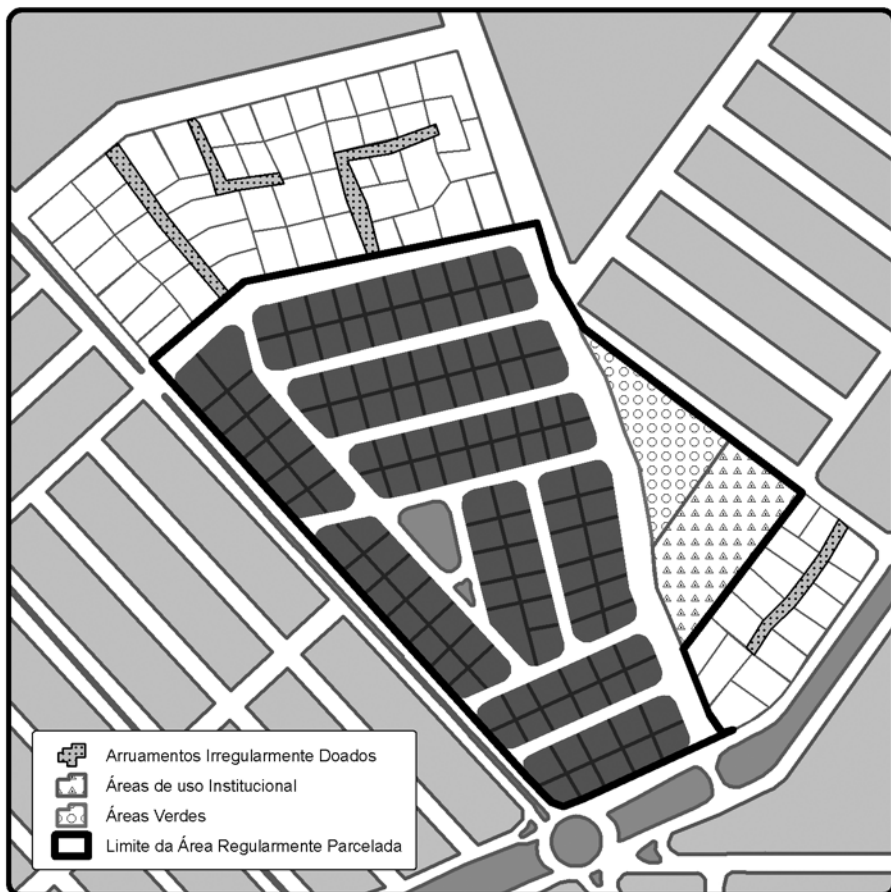 Arruamentos Irregularmente Doados
Áreas de uso Institucional
Áreas Verdes
Limite da Área Regularmente Parcelada